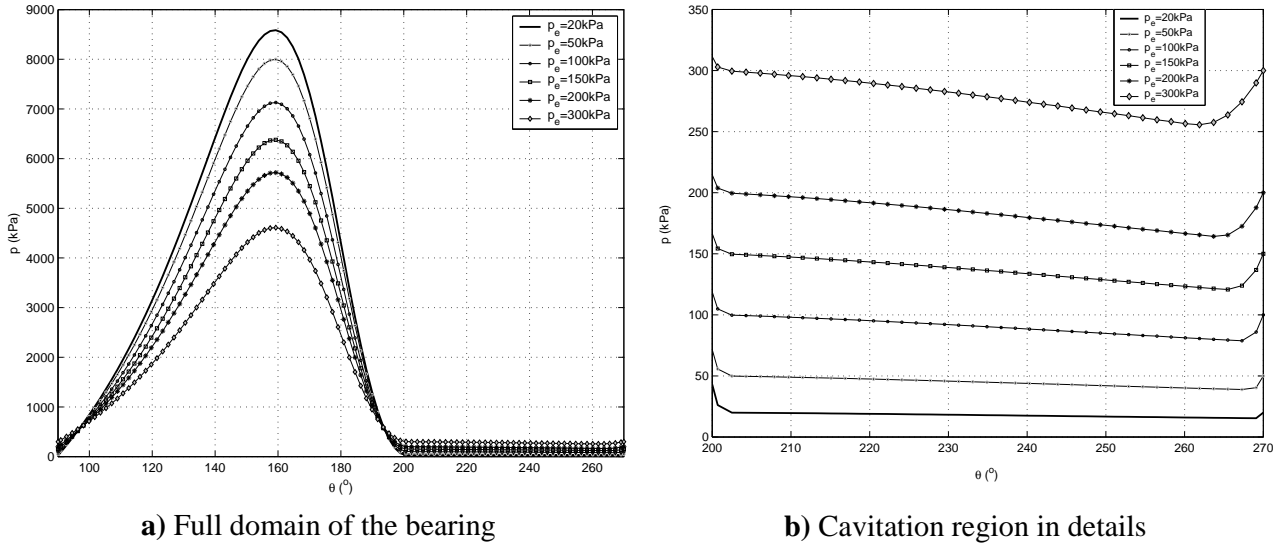 9000
8000
7000
6000
5000
4000
3000
2000
1000
0
p (kPa)
100 120 140 160 180 200 220 240 260
θ (°)
p_e=20kPa
p_e=50kPa
p_e=100kPa
p_e=150kPa
p_e=200kPa
p_e=300kPa
a) Full domain of the bearing
350
300
250
200
150
100
50
0
p (kPa)
200 210 220 230 240 250 260 270
θ (°)
p_e=20kPa
p_e=50kPa
p_e=100kPa
p_e=150kPa
p_e=200kPa
p_e=300kPa
b) Cavitation region in details